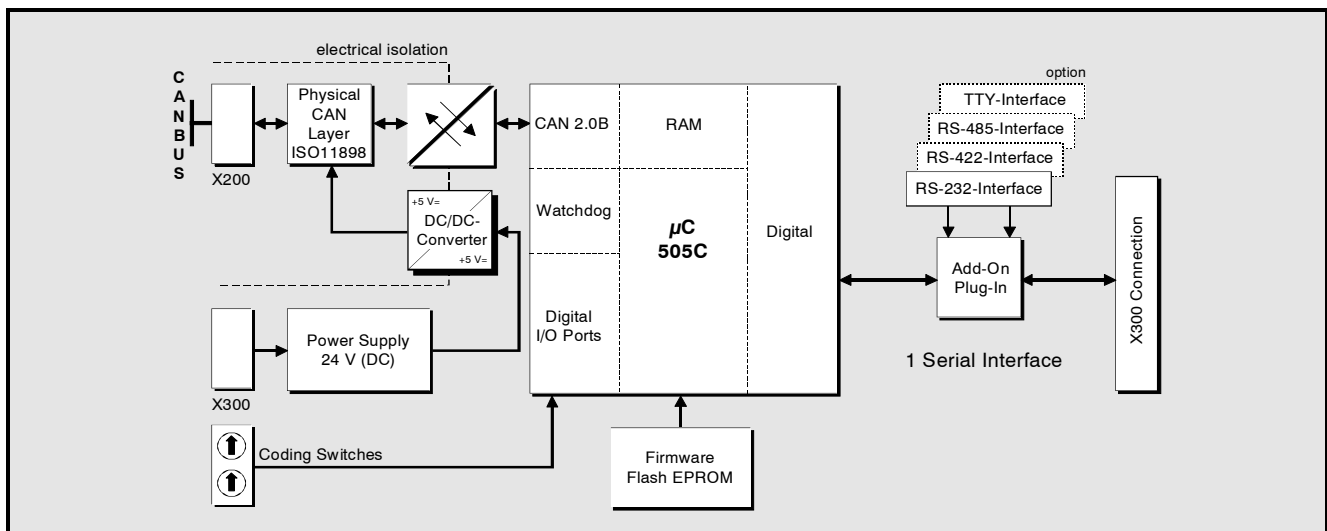 electrical isolation
CANBUS
X200
Physical
CAN
Layer
ISO11898
+5 V=
DC/DC-
Converter
+5 V=
X300
Power Supply
24 V (DC)
Coding Switches
CAN 2.0B
RAM
Watchdog
µC
505C
Digital
Digital
I/O Ports
Firmware
Flash EPROM
option
TTY-Interface
RS-485-Interface
RS-422-Interface
RS-232-Interface
Add-On
Plug-In
1 Serial Interface
X300 Connection